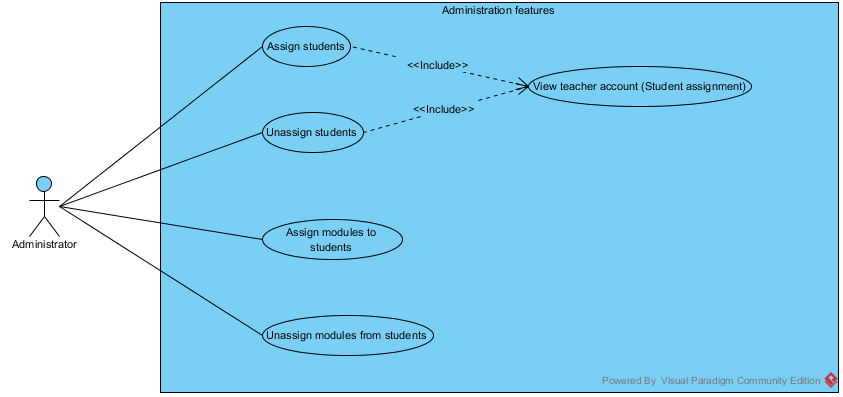 Administration features
Assign students
<<Include>>
View teacher account (Student assignment)
<<Include>>
Unassign students
Administrator
Assign modules to
students
Unassign modules from students
Powered By Visual Paradigm Community Edition